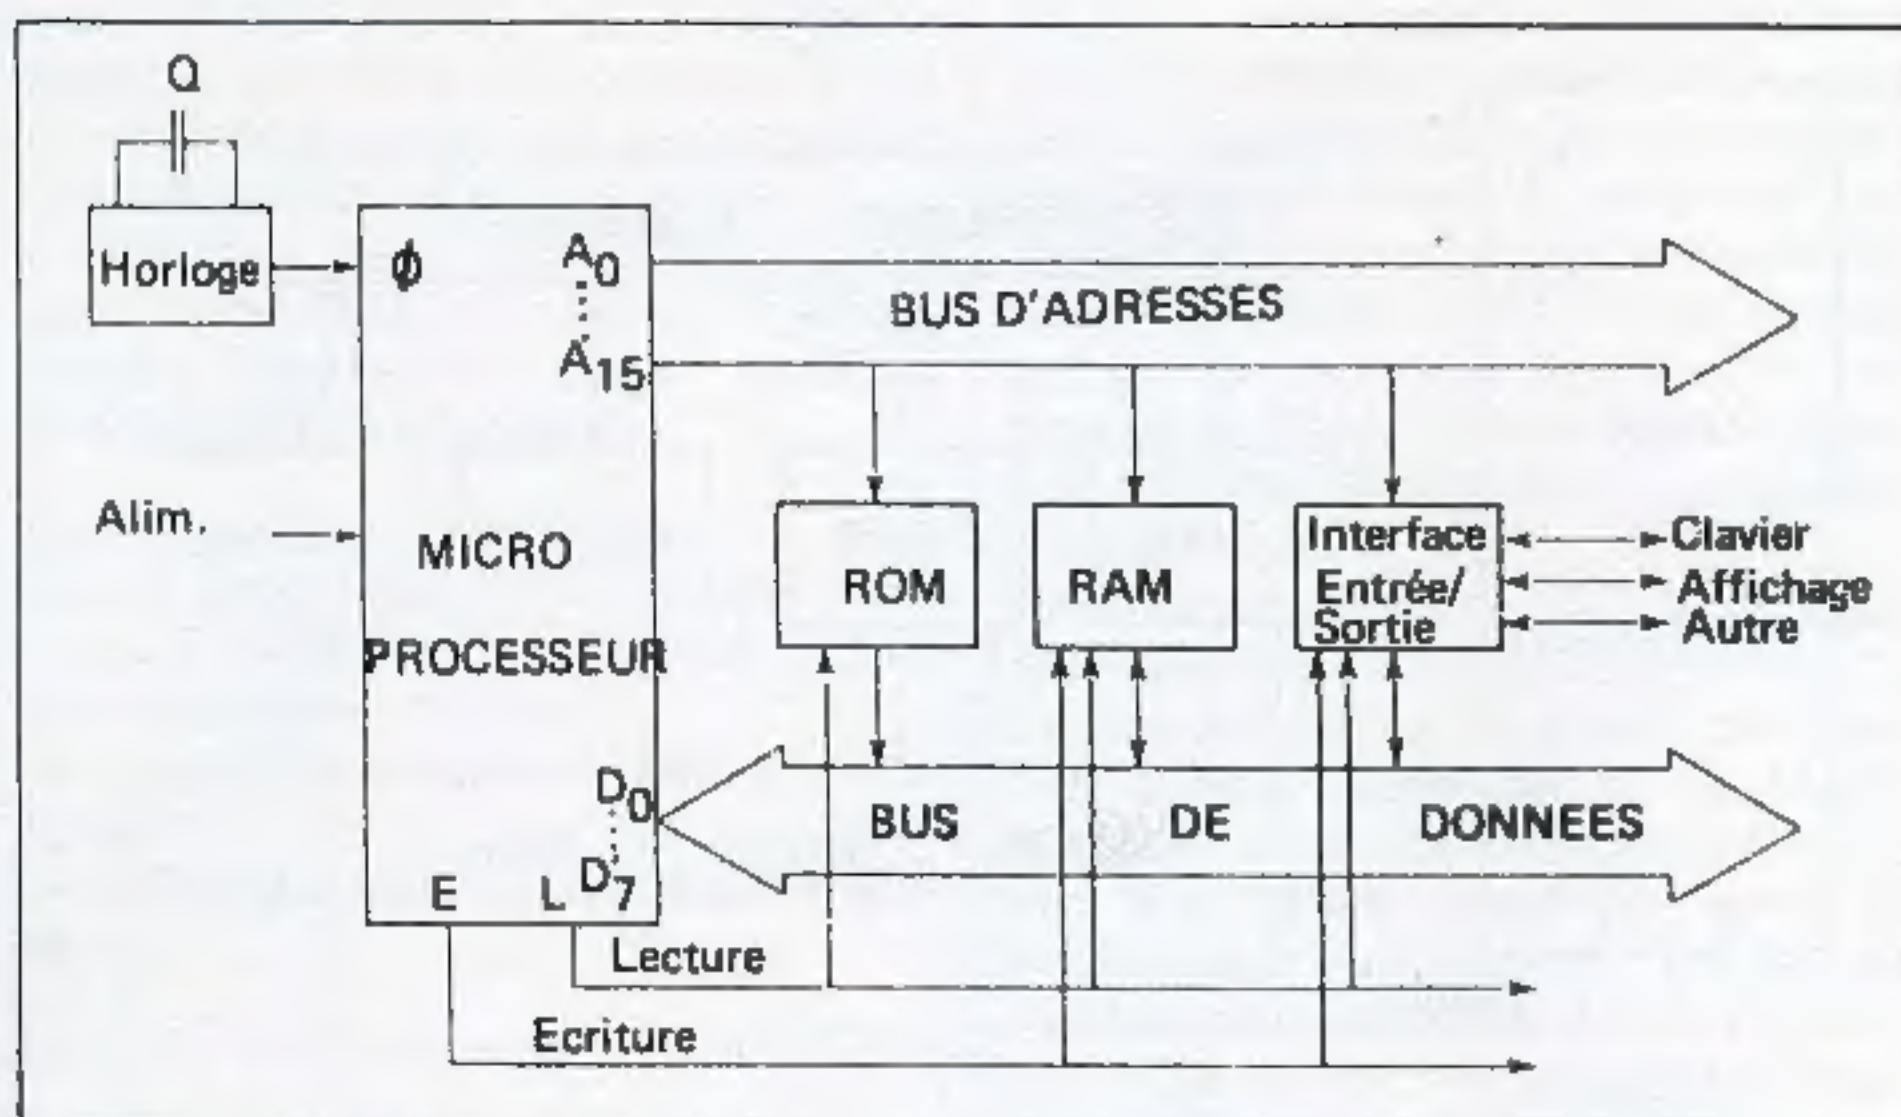 Q
Horloge
ϕ
A0
A15
BUS D'ADRESSES
Alim.
MICRO
PROCESSEUR
ROM
RAM
Interface
Entrée/
Sortie
Clavier
Affichage
Autre
D0
D7
BUS DE DONNEES
E L
Lecture
Ecriture